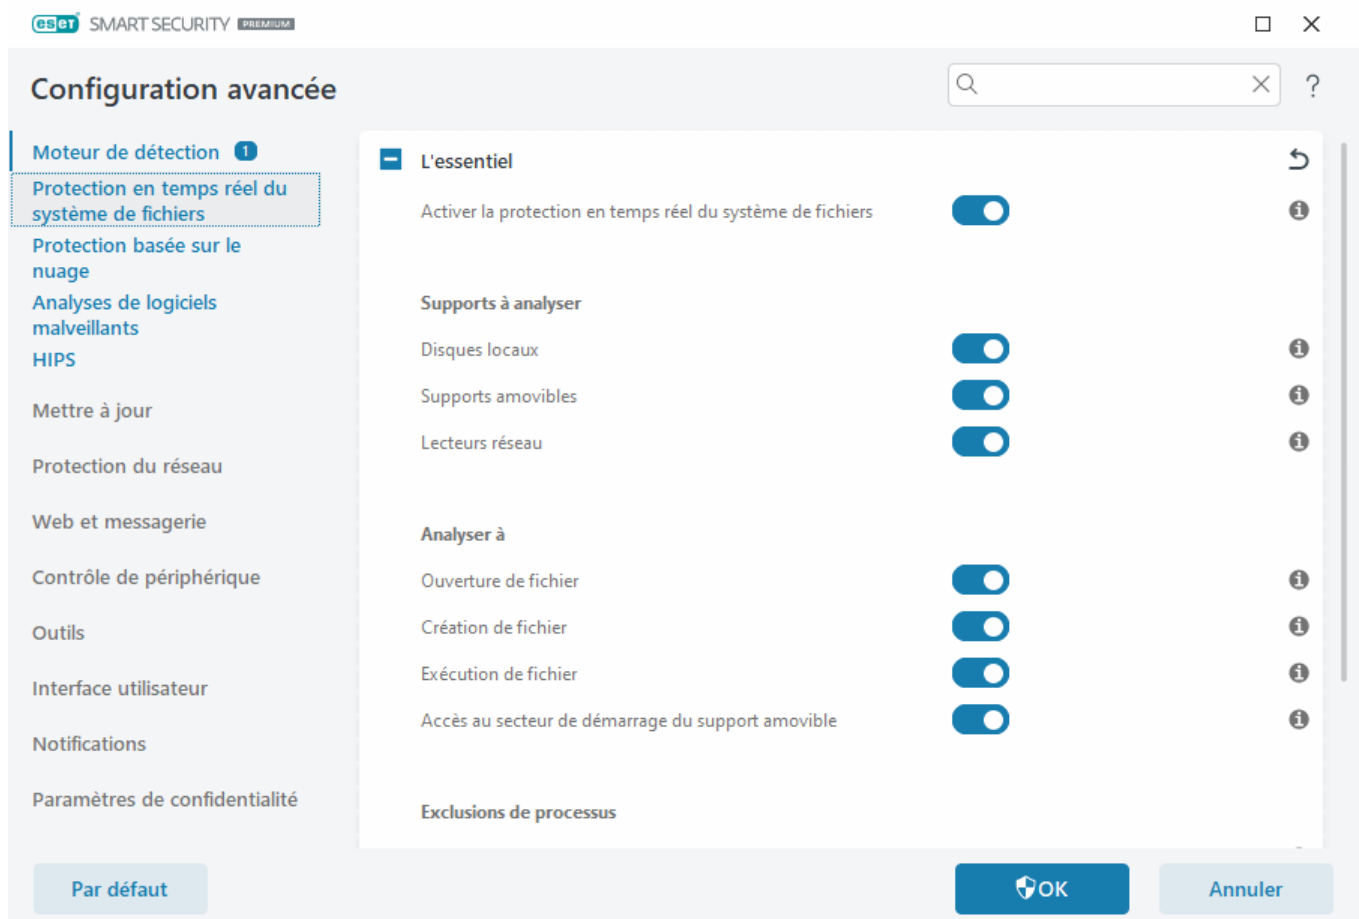 eset SMART SECURITY PREMIUM
Configuration avancée
?
Moteur de détection 1
Protection en temps réel du
système de fichiers
Protection basée sur le
nuage
Analyses de logiciels
malveillants
HIPS
Mettre à jour
Protection du réseau
Web et messagerie
Contrôle de périphérique
Outils
Interface utilisateur
Notifications
Paramètres de confidentialité
L'essentiel
Activer la protection en temps réel du système de fichiers
Supports à analyser
Disques locaux
Supports amovibles
Lecteurs réseau
Analyser à
Ouverture de fichier
Création de fichier
Exécution de fichier
Accès au secteur de démarrage du support amovible
Exclusions de processus
Par défaut
OK
Annuler